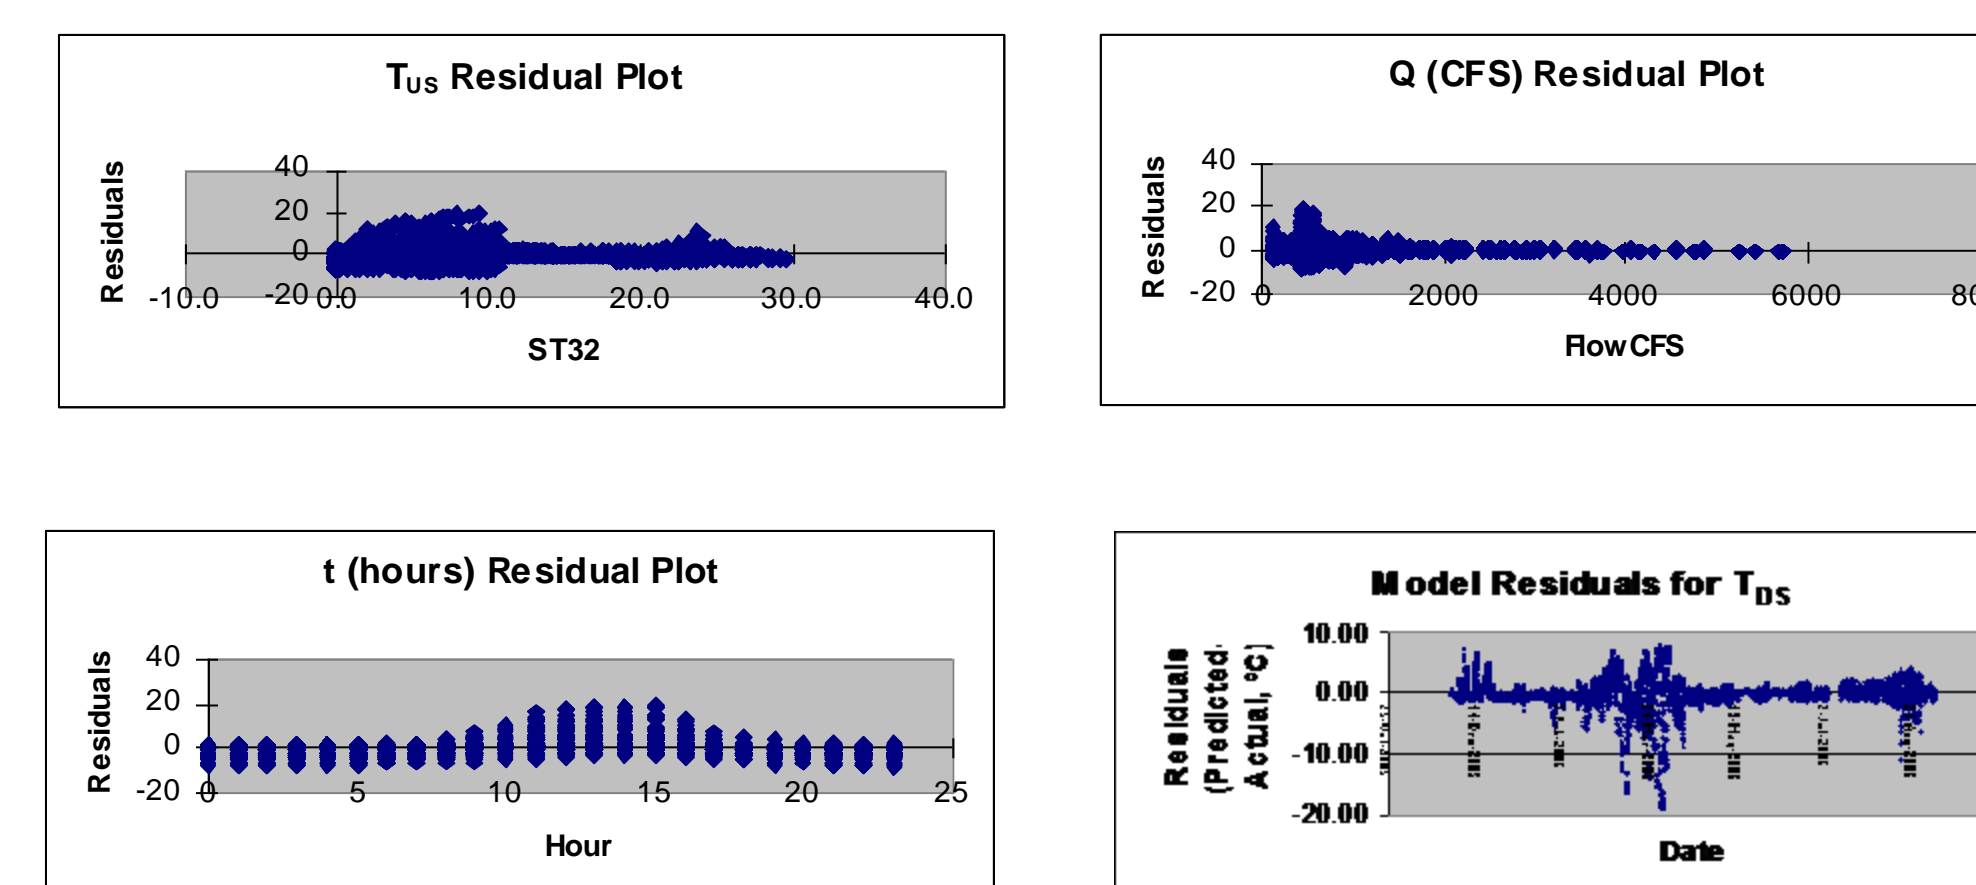 T_US Residual Plot
Residuals
40
20
0
-20
-10.0 0.0 10.0 20.0 30.0 40.0
ST32
Q (CFS) Residual Plot
Residuals
40
20
0
-20
0 2000 4000 6000
Flow CFS
t (hours) Residual Plot
Residuals
40
20
0
-20
0 5 10 15 20 25
Hour
Model Residuals for T_DS
Residuals
(Predicted-
Actual, ºC)
10.00
0.00
-10.00
-20.00
Date